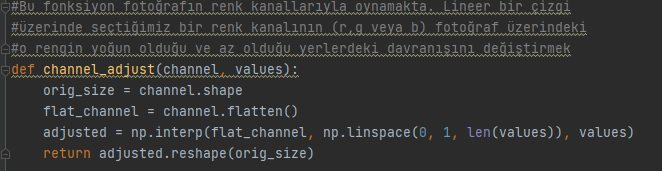 #Bu fonksiyon fotoğrafın renk kanallarıyla oynamakta. Lineer bir çizgi
#üzerinde seçtiğimiz bir renk kanalının (r,g veya b) fotoğraf üzerindeki
#o rengin yoğun olduğu ve az olduğu yerlerdeki davranışını değiştirmek
def channel_adjust(channel, values):
    orig_size = channel.shape
    flat_channel = channel.flatten()
    adjusted = np.interp(flat_channel, np.linspace(0, 1, len(values)), values)
    return adjusted.reshape(orig_size)